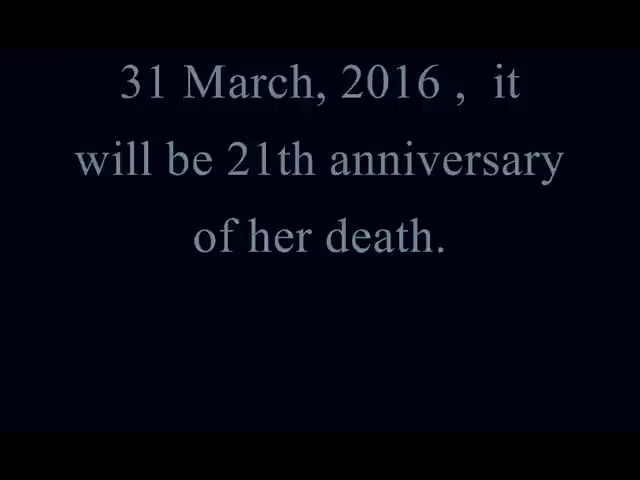 31 March, 2016 ,  it
will be 21th anniversary
of her death.